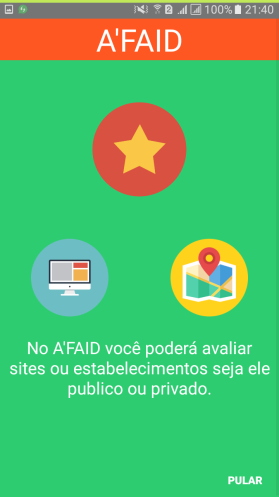 100% 21:40
A'FAID
No A'FAID você poderá avaliar
sites ou estabelecimentos seja ele
publico ou privado.
PULAR